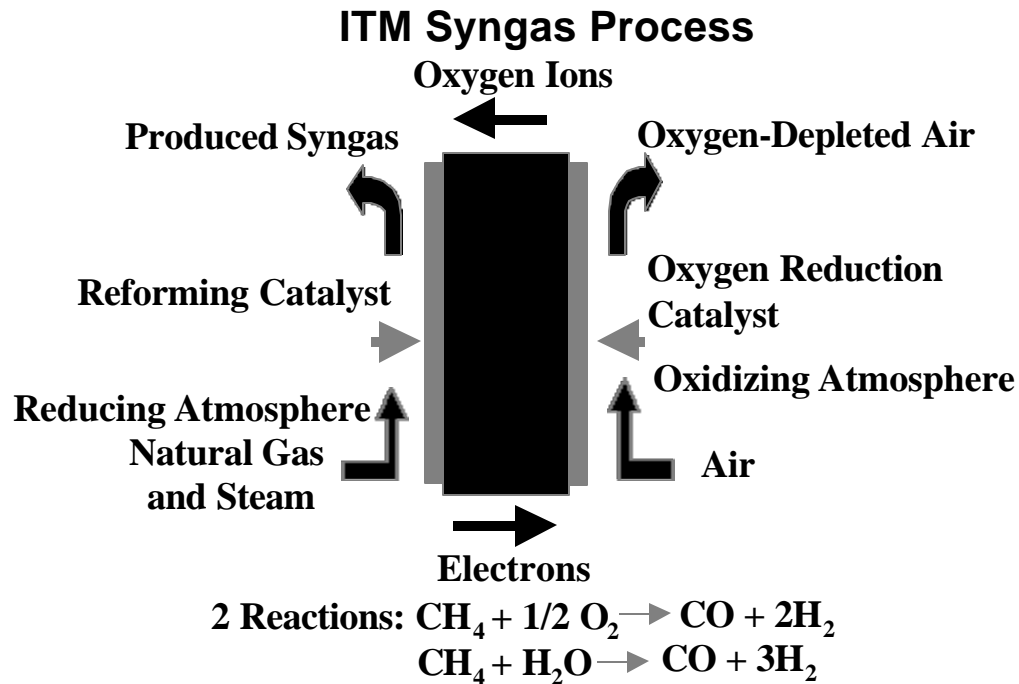 ITM Syngas Process
Oxygen Ions
Produced Syngas
Oxygen-Depleted Air
Reforming Catalyst
Oxygen Reduction
Catalyst
Reducing Atmosphere
Natural Gas
and Steam
Oxidizing Atmosphere
Air
Electrons
2 Reactions: CH₄ + 1/2 O₂ → CO + 2H₂
CH₄ + H₂O → CO + 3H₂